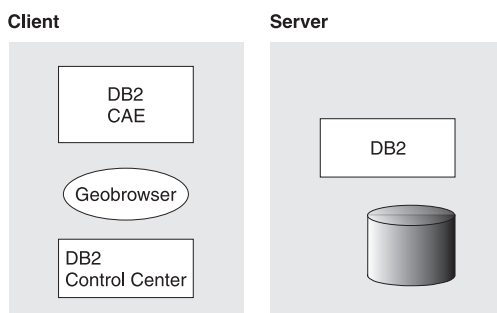 Client
DB2
CAE
Geobrowser
DB2
Control Center
Server
DB2